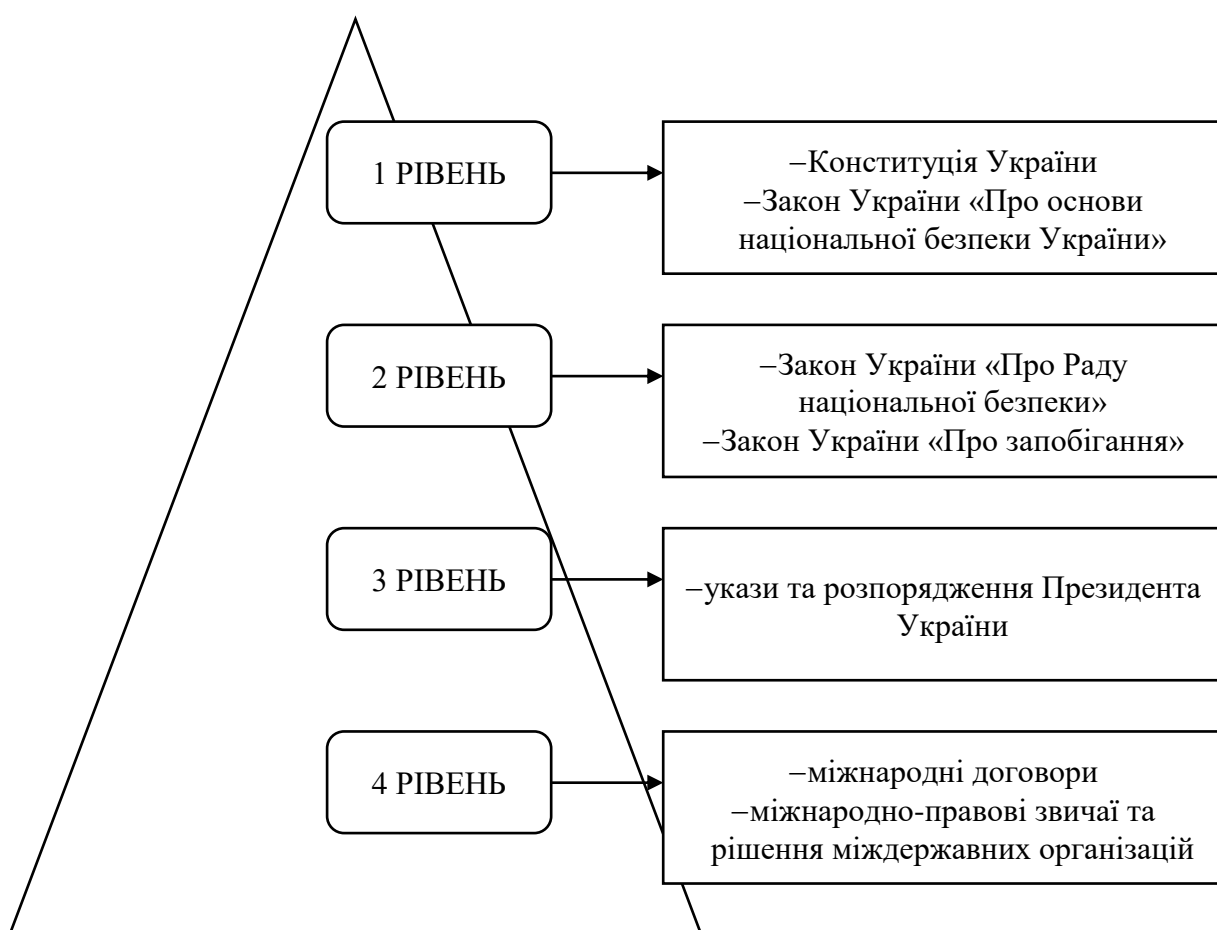 1 РІВЕНЬ
–Конституція України
–Закон України «Про основи
національної безпеки України»
2 РІВЕНЬ
–Закон України «Про Раду
національної безпеки»
–Закон України «Про запобігання»
3 РІВЕНЬ
–укази та розпорядження Президента
України
4 РІВЕНЬ
–міжнародні договори
–міжнародно-правові звичаї та
рішення міждержавних організацій